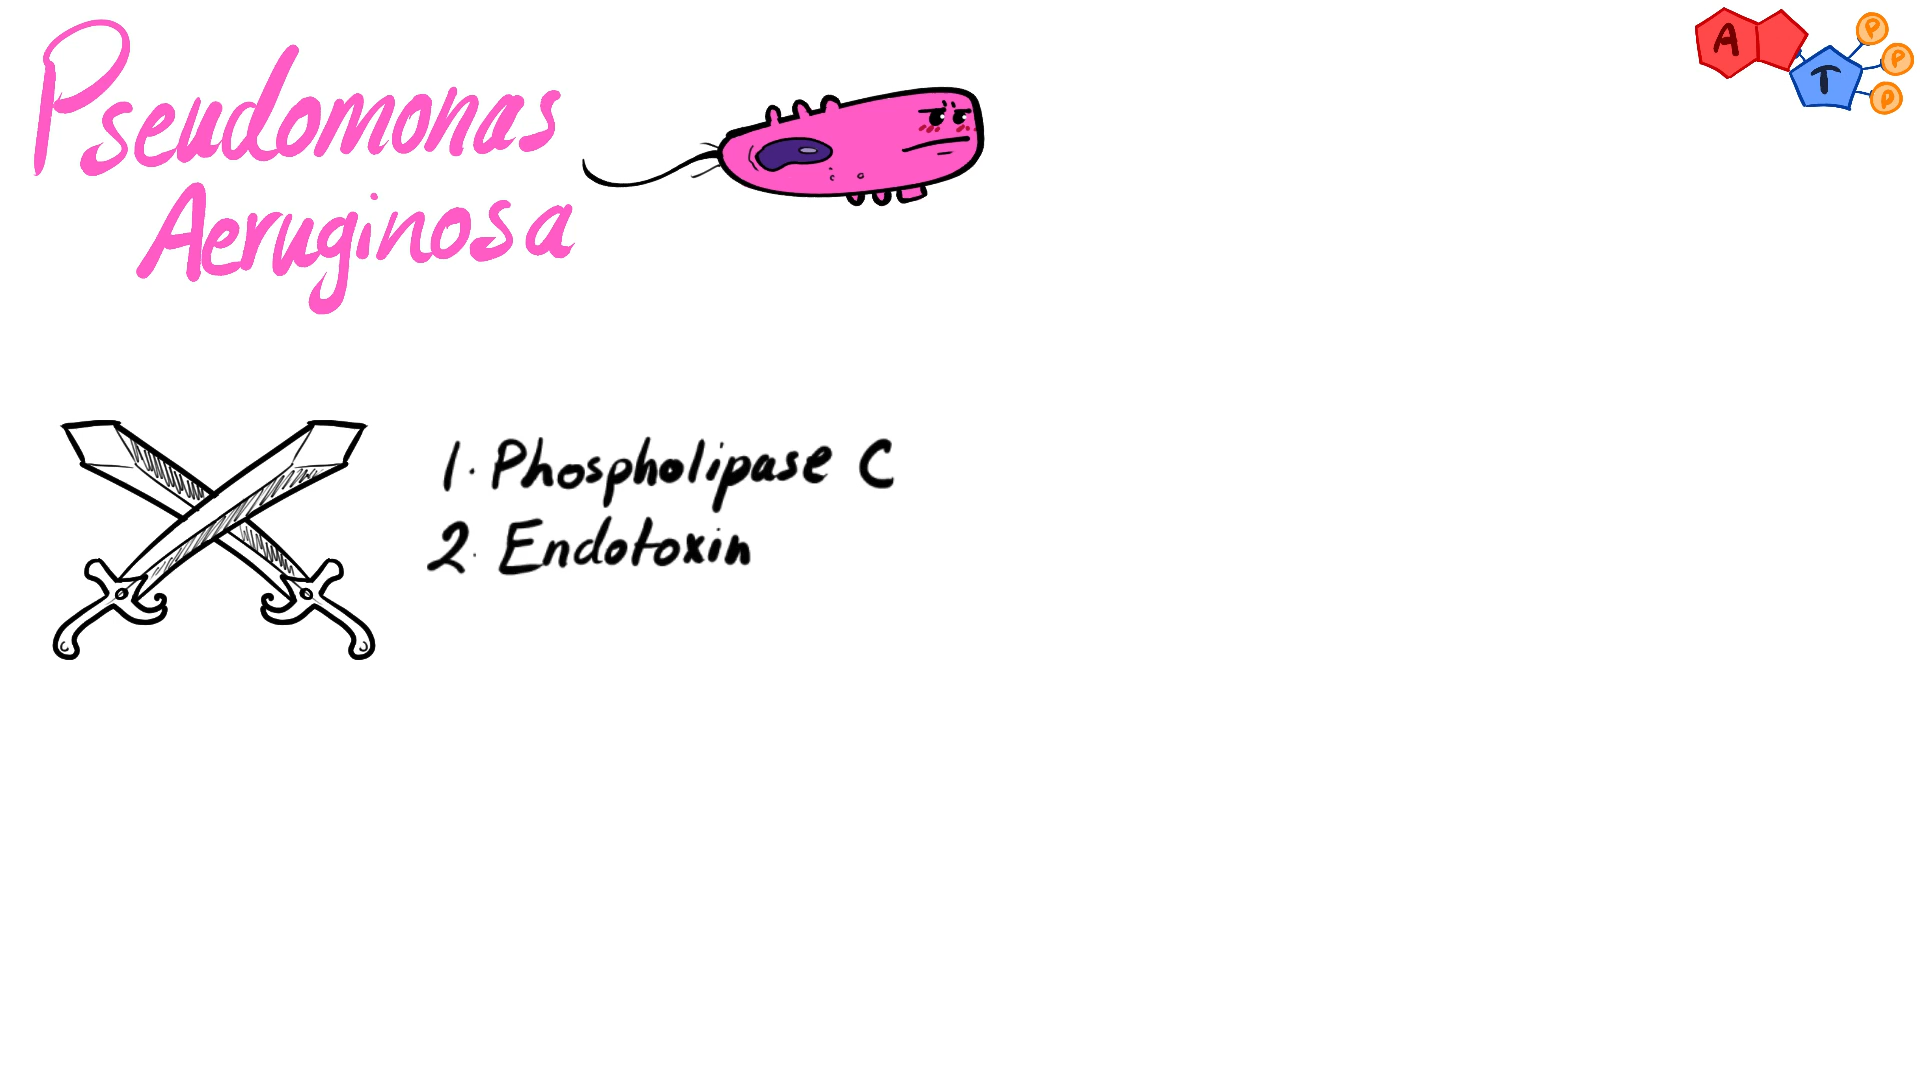 Pseudomonas
Aeruginosa
A
T
P
P
P
1. Phospholipase C
2. Endotoxin